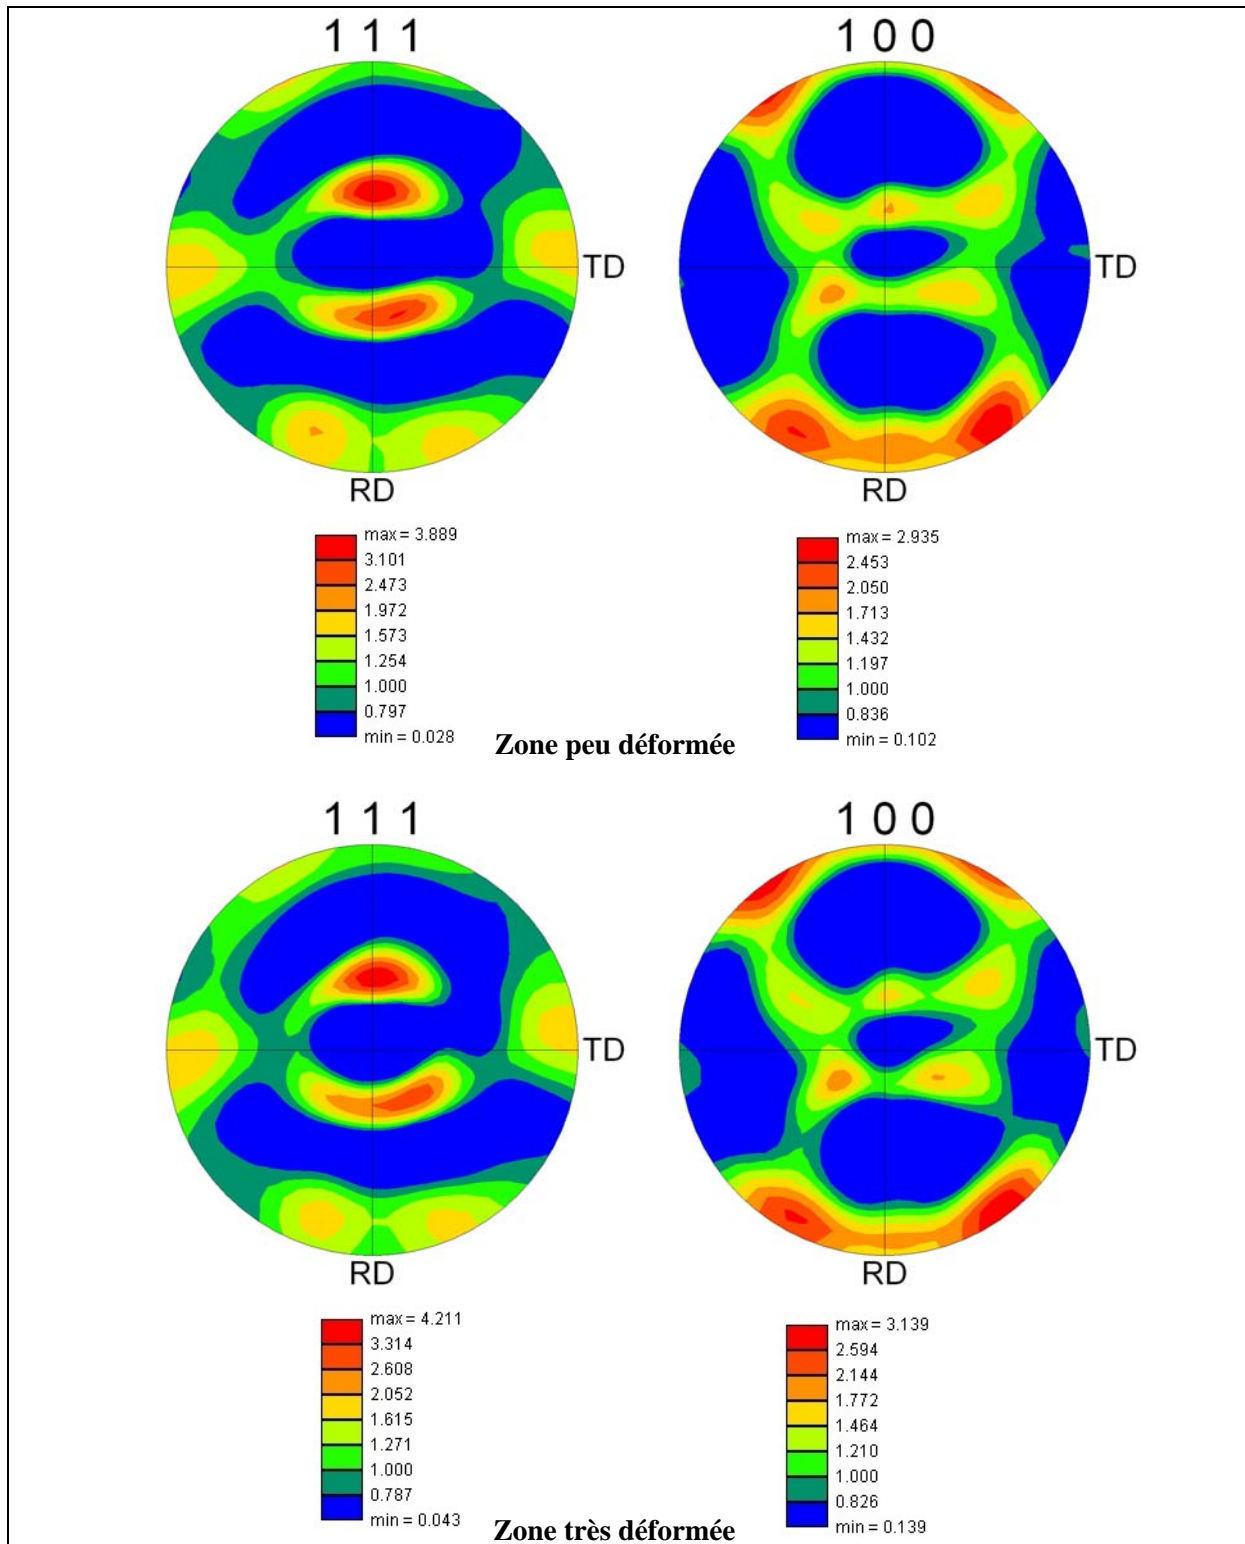 1 1 1
1 0 0
TD
TD
RD
RD
max = 3.889
3.101
2.473
1.972
1.573
1.254
1.000
0.797
min = 0.028
max = 2.935
2.453
2.050
1.713
1.432
1.197
1.000
0.836
min = 0.102
Zone peu déformée
1 1 1
1 0 0
TD
TD
RD
RD
max = 4.211
3.314
2.608
2.052
1.615
1.271
1.000
0.787
min = 0.043
max = 3.139
2.594
2.144
1.772
1.464
1.210
1.000
0.826
min = 0.139
Zone très déformée